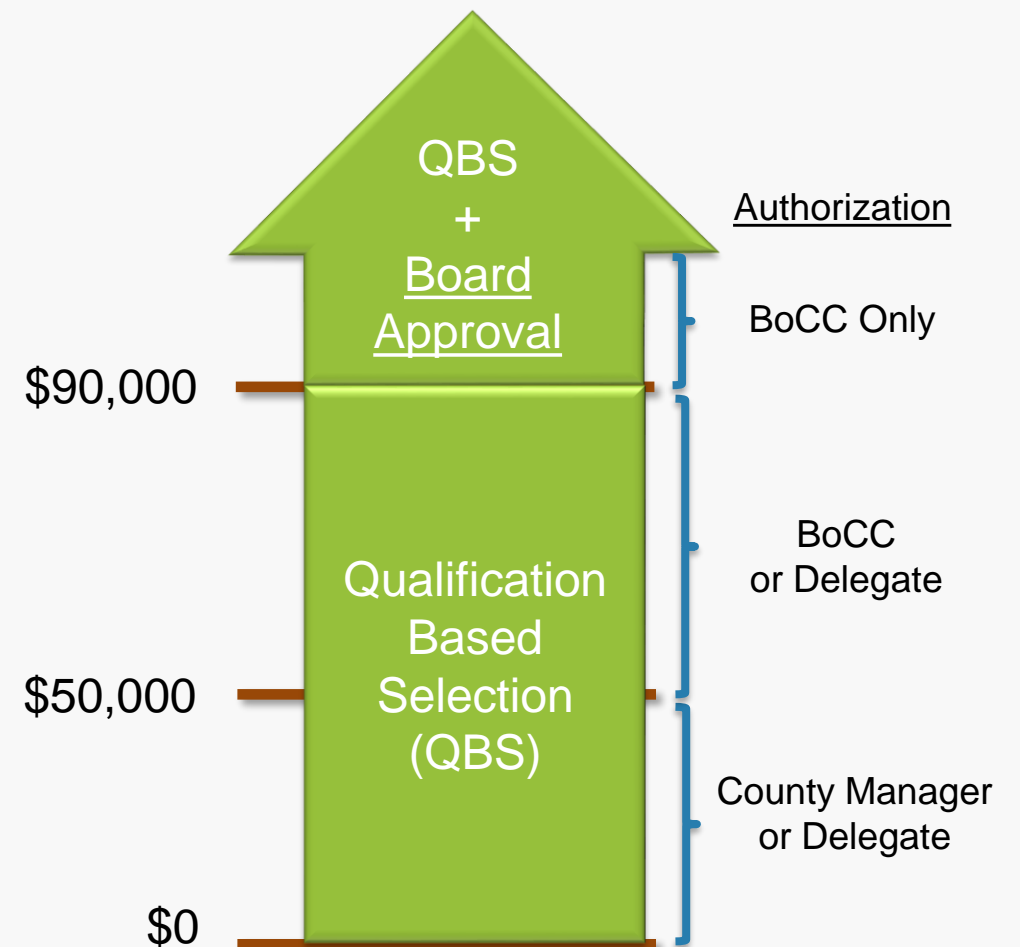 QBS
+
Board
Approval
Authorization
BoCC Only
$90,000
BoCC
or Delegate
Qualification
Based
Selection
(QBS)
$50,000
County Manager
or Delegate
$0